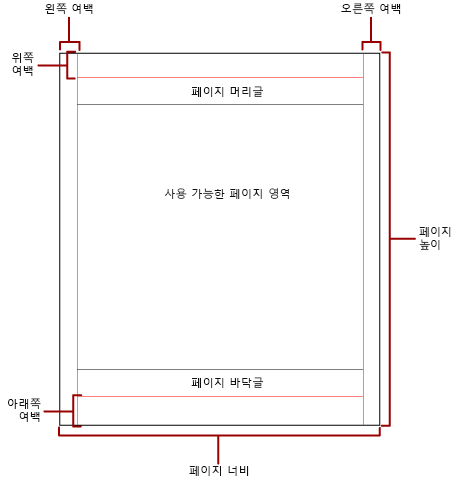 왼쪽 여백
오른쪽 여백
위쪽
여백
페이지 머리글
사용 가능한 페이지 영역
페이지
높이
페이지 바닥글
아래쪽
여백
페이지 너비